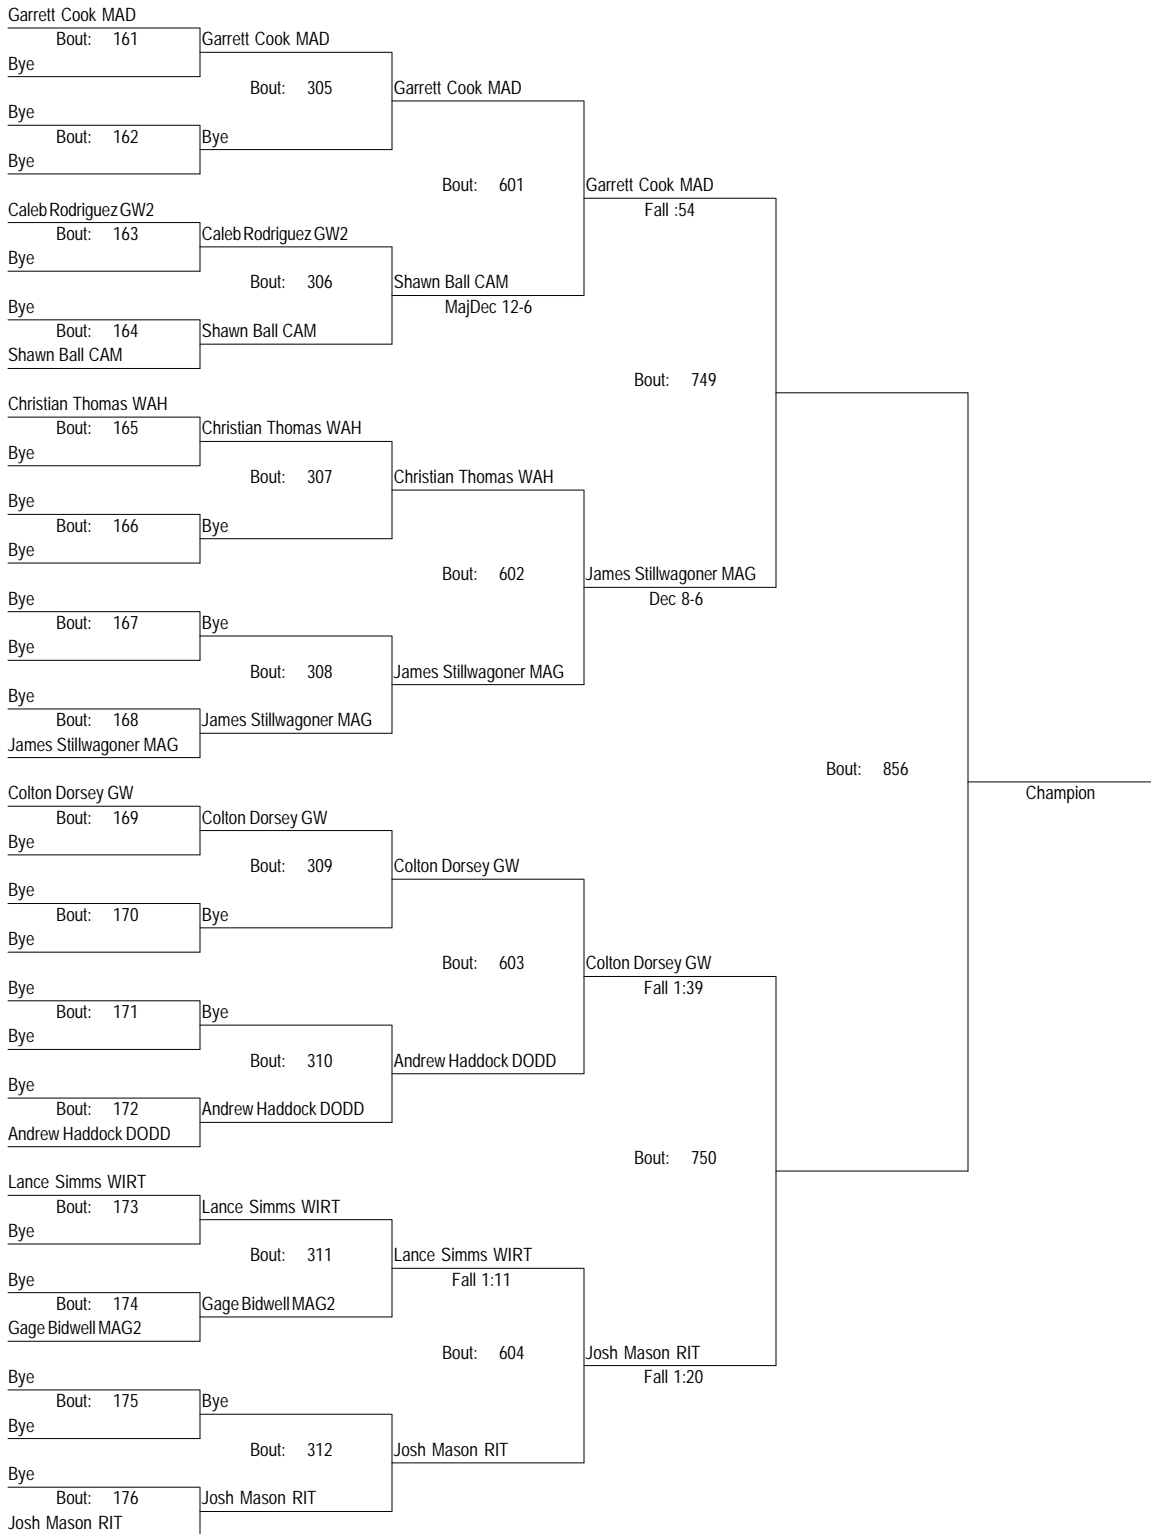 Garrett Cook MAD
Bout: 161 Garrett Cook MAD
Bye
Bout: 305 Garrett Cook MAD
Bye
Bout: 162 Bye
Bye
Bout: 601 Garrett Cook MAD
Caleb Rodriguez GW2 Fall :54
Bout: 163 Caleb Rodriguez GW2
Bye
Bout: 306 Shawn Ball CAM
Bye MajDec 12-6
Bout: 164 Shawn Ball CAM
Shawn Ball CAM
Bout: 749
Christian Thomas WAH
Bout: 165 Christian Thomas WAH
Bye
Bout: 307 Christian Thomas WAH
Bye
Bout: 166 Bye
Bye
Bout: 602 James Stillwagoner MAG
Bye Dec 8-6
Bout: 167 Bye
Bye
Bout: 308 James Stillwagoner MAG
Bye
Bout: 168 James Stillwagoner MAG
James Stillwagoner MAG
Bout: 856
Colton Dorsey GW Champion
Bout: 169 Colton Dorsey GW
Bye
Bout: 309 Colton Dorsey GW
Bye
Bout: 170 Bye
Bye
Bout: 603 Colton Dorsey GW
Bye Fall 1:39
Bout: 171 Bye
Bye
Bout: 310 Andrew Haddock DODD
Bye
Bout: 172 Andrew Haddock DODD
Andrew Haddock DODD
Bout: 750
Lance Simms WIRT
Bout: 173 Lance Simms WIRT
Bye
Bout: 311 Lance Simms WIRT
Bye Fall 1:11
Bout: 174 Gage Bidwell MAG2
Gage Bidwell MAG2
Bout: 604 Josh Mason RIT
Bye Fall 1:20
Bout: 175 Bye
Bye
Bout: 312 Josh Mason RIT
Bye
Bout: 176 Josh Mason RIT
Josh Mason RIT